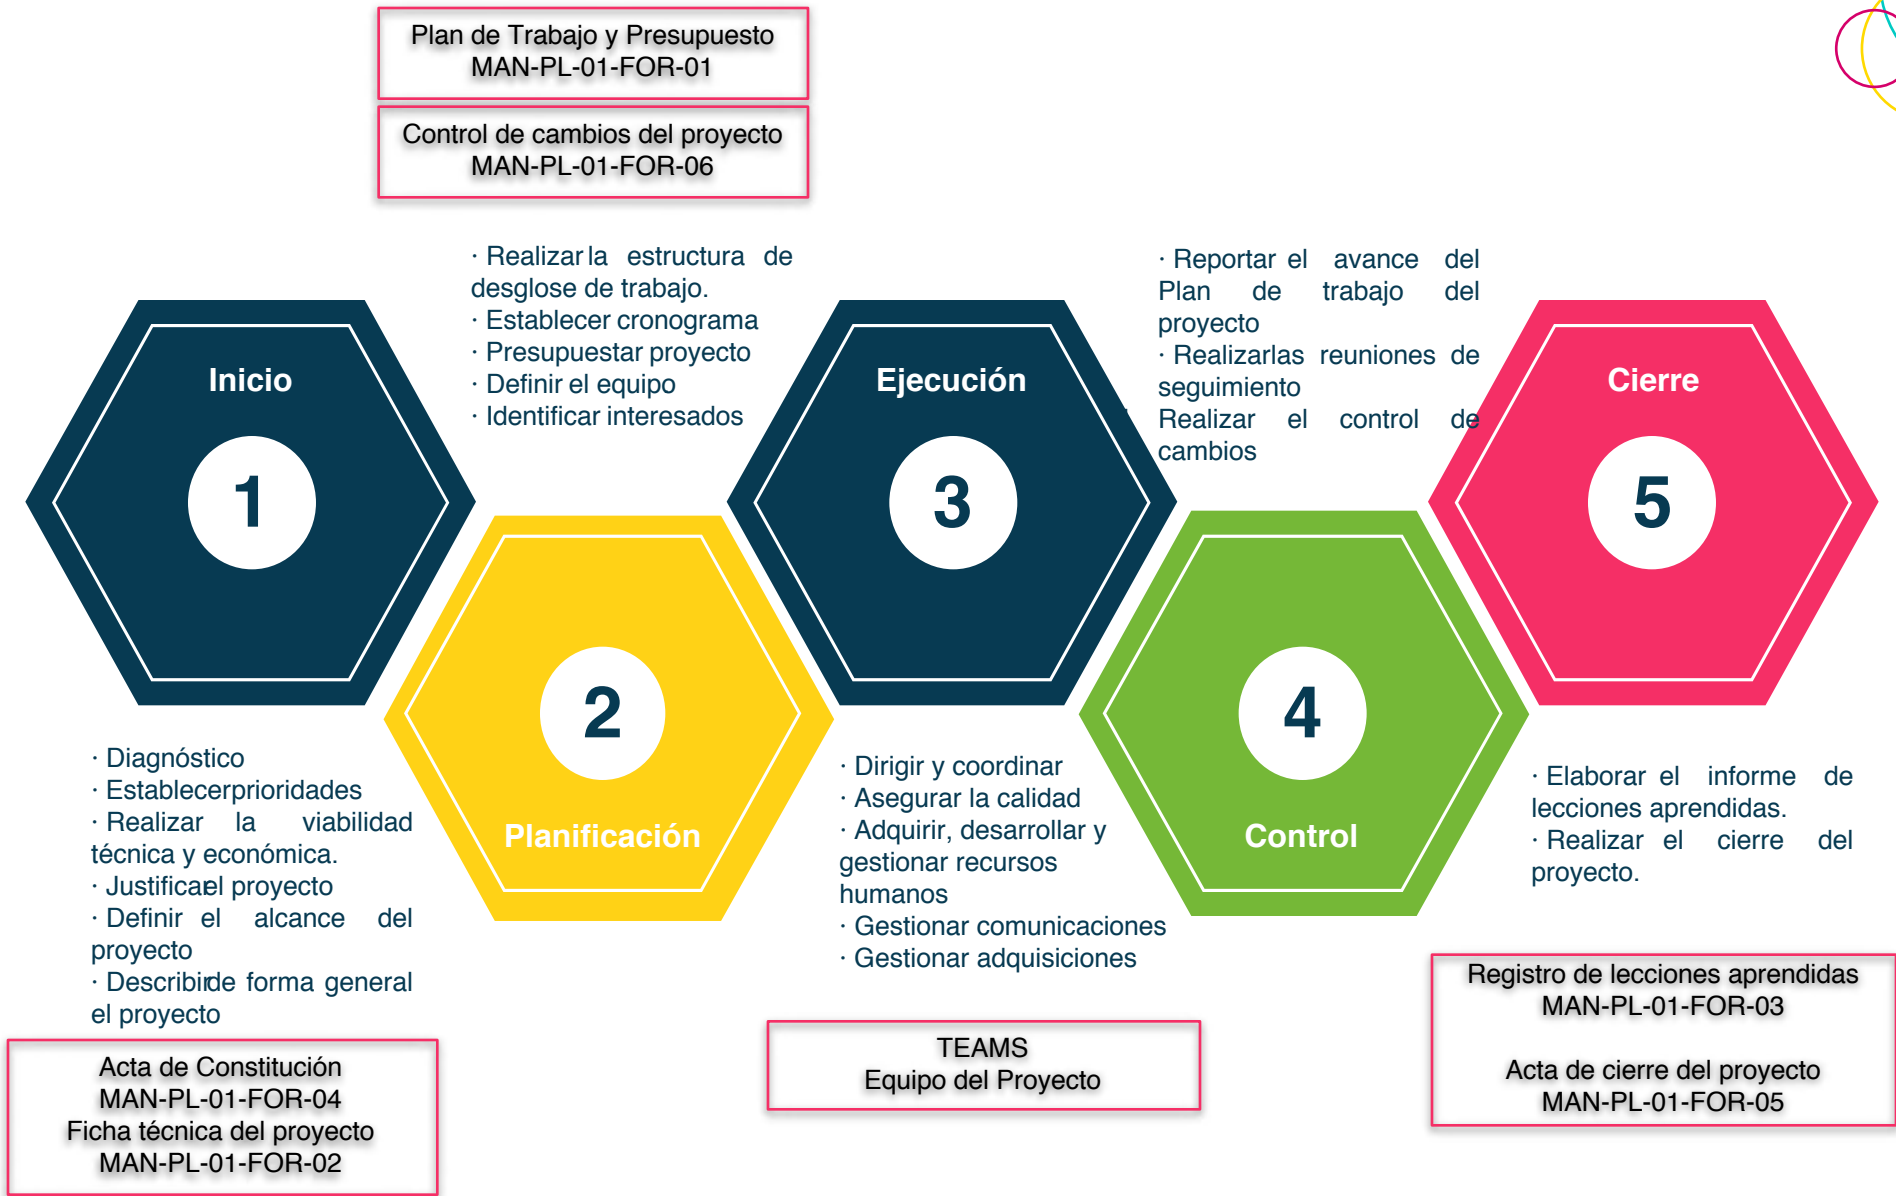 Plan de Trabajo y Presupuesto
MAN-PL-01-FOR-01
Control de cambios del proyecto
MAN-PL-01-FOR-06
Inicio
1
· Diagnóstico
· Establecerprioridades
· Realizar la viabilidad
técnica y económica.
· Justificarel proyecto
· Definir el alcance del
proyecto
· Describirde forma general
el proyecto
Acta de Constitución
MAN-PL-01-FOR-04
Ficha técnica del proyecto
MAN-PL-01-FOR-02
· Realizar la estructura de
desglose de trabajo.
· Establecer cronograma
· Presupuestar proyecto
· Definir el equipo
· Identificar interesados
2
Planificación
Ejecución
3
· Dirigir y coordinar
· Asegurar la calidad
· Adquirir, desarrollar y
gestionar recursos
humanos
· Gestionar comunicaciones
· Gestionar adquisiciones
TEAMS
Equipo del Proyecto
· Reportar el avance del
Plan de trabajo del
proyecto
· Realizarlas reuniones de
seguimiento
Realizar el control de
cambios
4
Control
Cierre
5
· Elaborar el informe de
lecciones aprendidas.
· Realizar el cierre del
proyecto.
Registro de lecciones aprendidas
MAN-PL-01-FOR-03
Acta de cierre del proyecto
MAN-PL-01-FOR-05